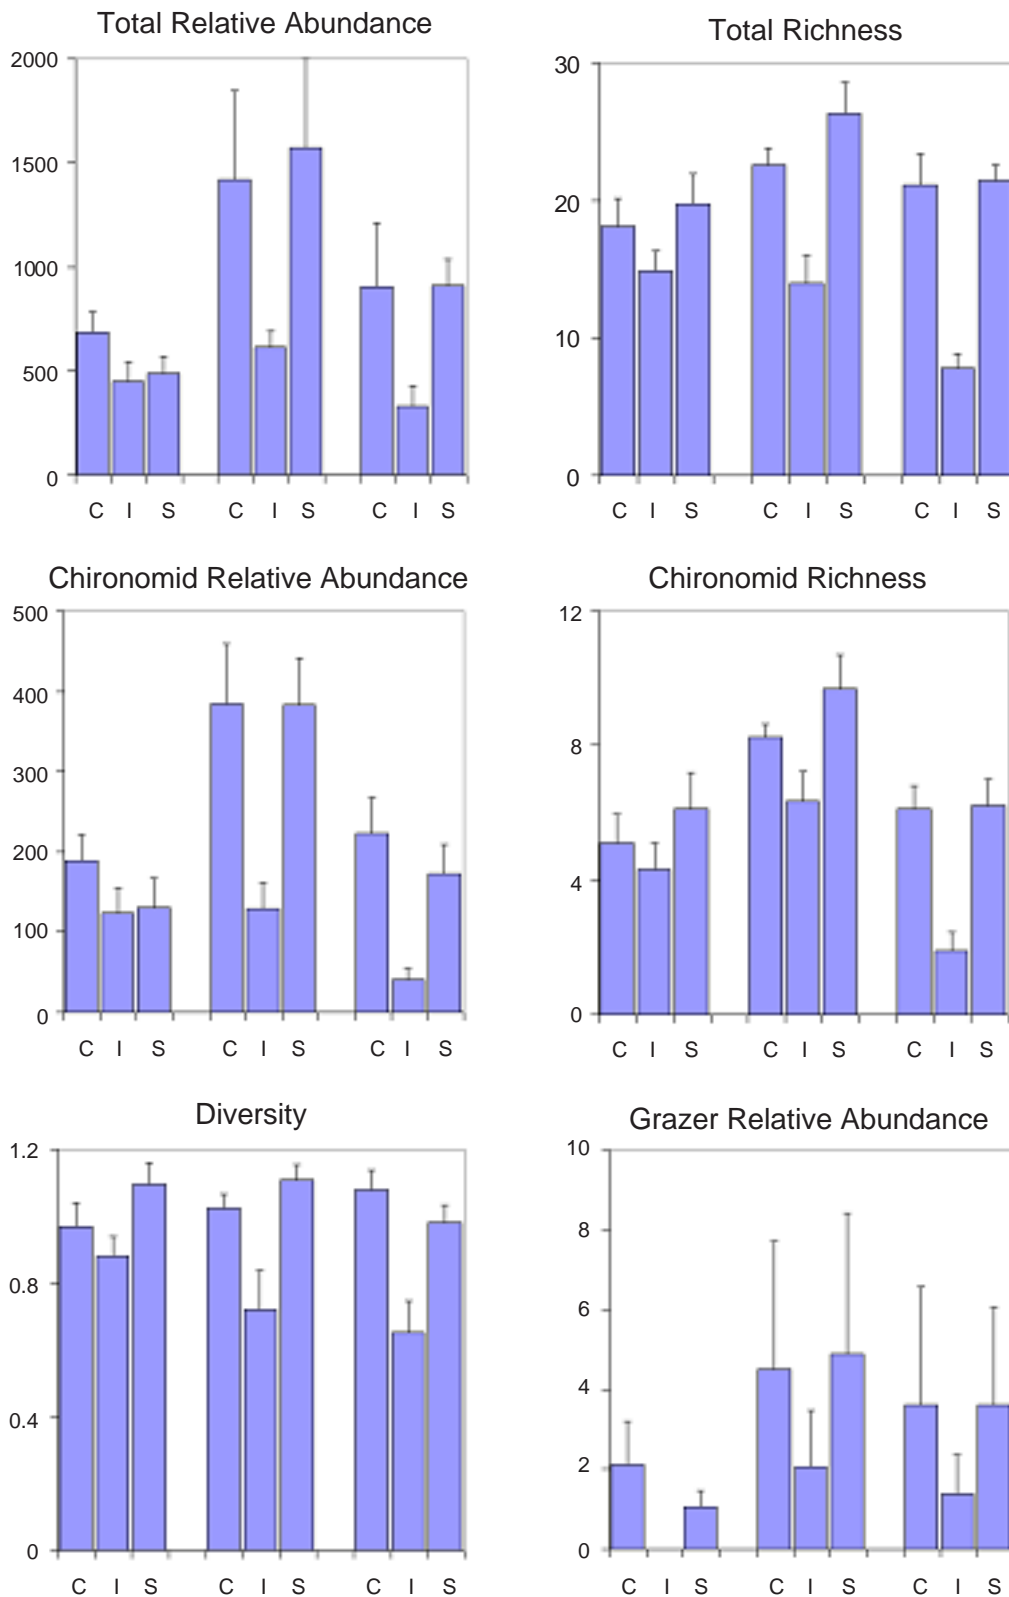 Total Relative Abundance
2000
1500
1000
500
0
C I S C I S C I S
Total Richness
30
20
10
0
C I S C I S C I S
Chironomid Relative Abundance
500
400
300
200
100
0
C I S C I S C I S
Chironomid Richness
12
8
4
0
C I S C I S C I S
Diversity
1.2
0.8
0.4
0
C I S C I S C I S
Grazer Relative Abundance
10
8
6
4
2
0
C I S C I S C I S